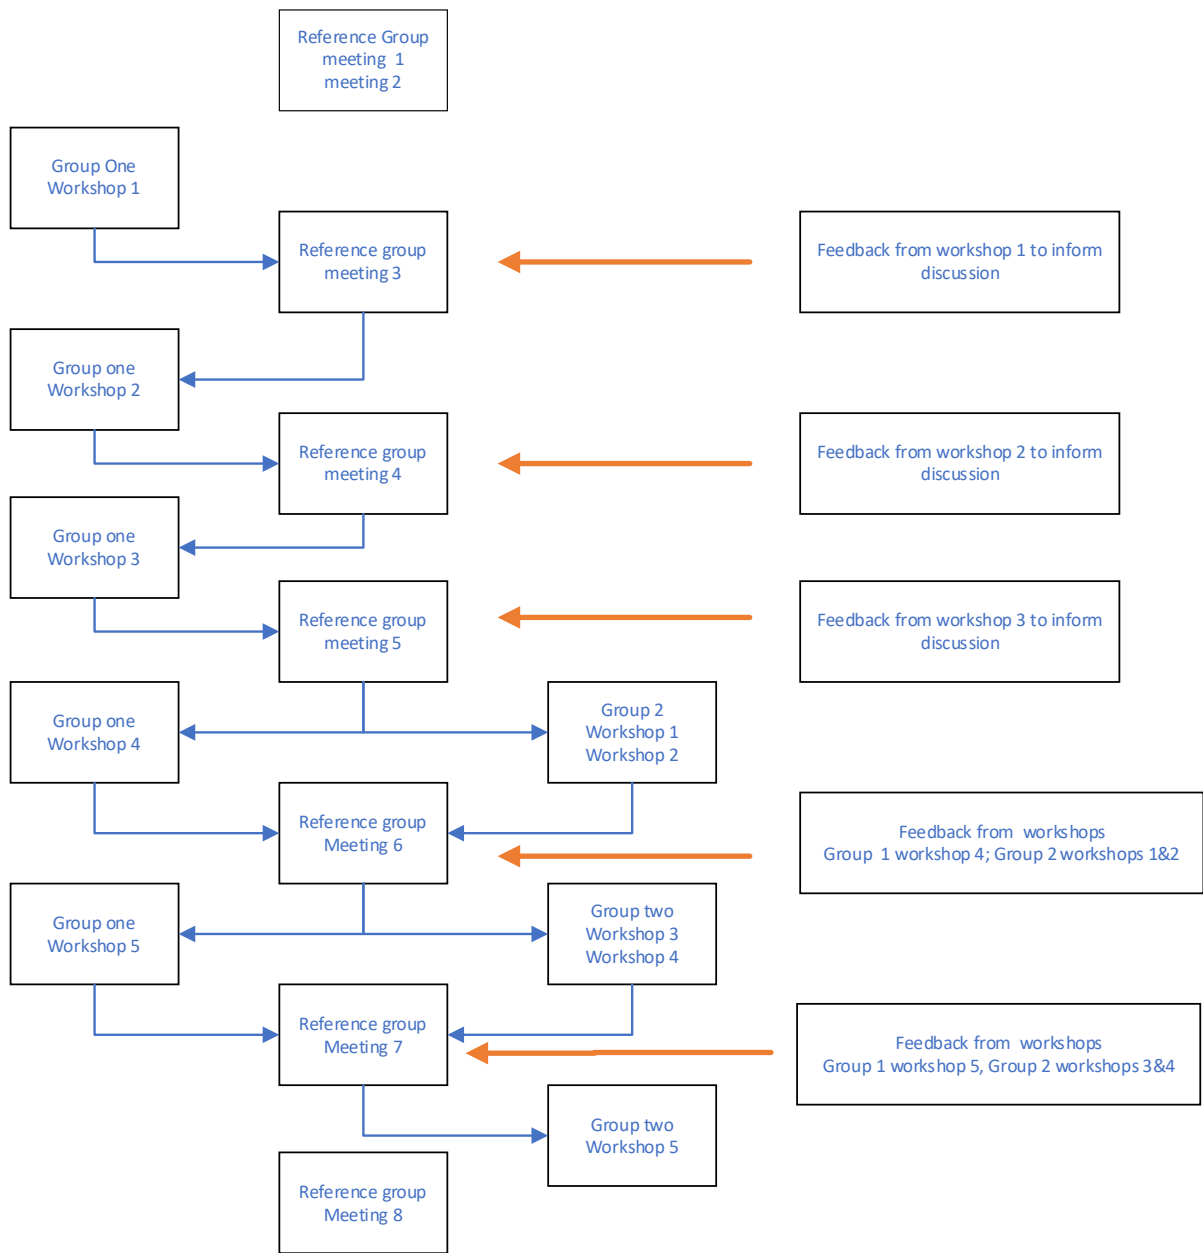 Reference Group
meeting 1
meeting 2
Group One
Workshop 1
Reference group
meeting 3
Feedback from workshop 1 to inform
discussion
Group one
Workshop 2
Reference group
meeting 4
Feedback from workshop 2 to inform
discussion
Group one
Workshop 3
Reference group
meeting 5
Feedback from workshop 3 to inform
discussion
Group one
Workshop 4
Group 2
Workshop 1
Workshop 2
Reference group
Meeting 6
Feedback from workshops
Group 1 workshop 4; Group 2 workshops 1&2
Group one
Workshop 5
Group two
Workshop 3
Workshop 4
Reference group
Meeting 7
Feedback from workshops
Group 1 workshop 5, Group 2 workshops 3&4
Group two
Workshop 5
Reference group
Meeting 8